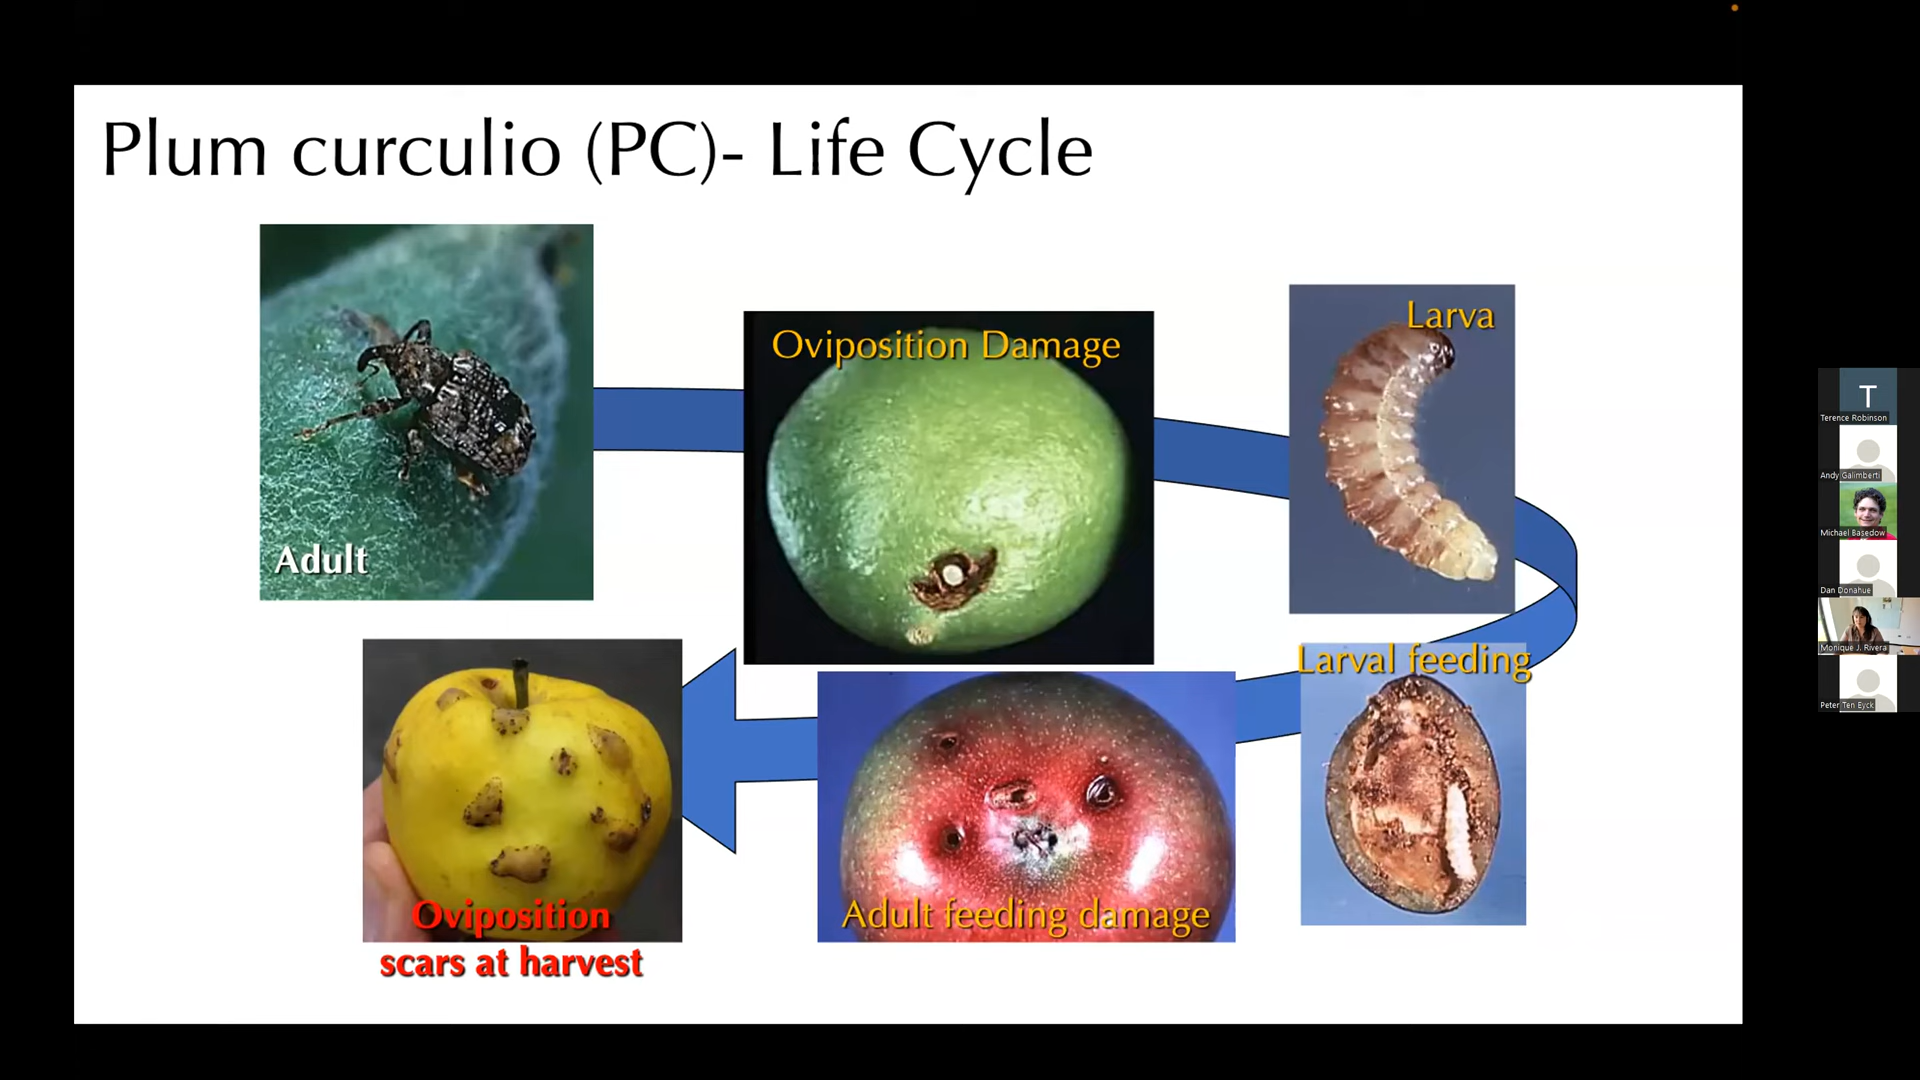 Plum curculio (PC)- Life Cycle
Adult
Oviposition Damage
Larva
Larval feeding
Adult feeding damage
Oviposition
scars at harvest
T
Terence Robinson
Andy Galimberti
Michael Basedow
Dan Donahue
Monique J. Rivera
Peter Ten Eyck